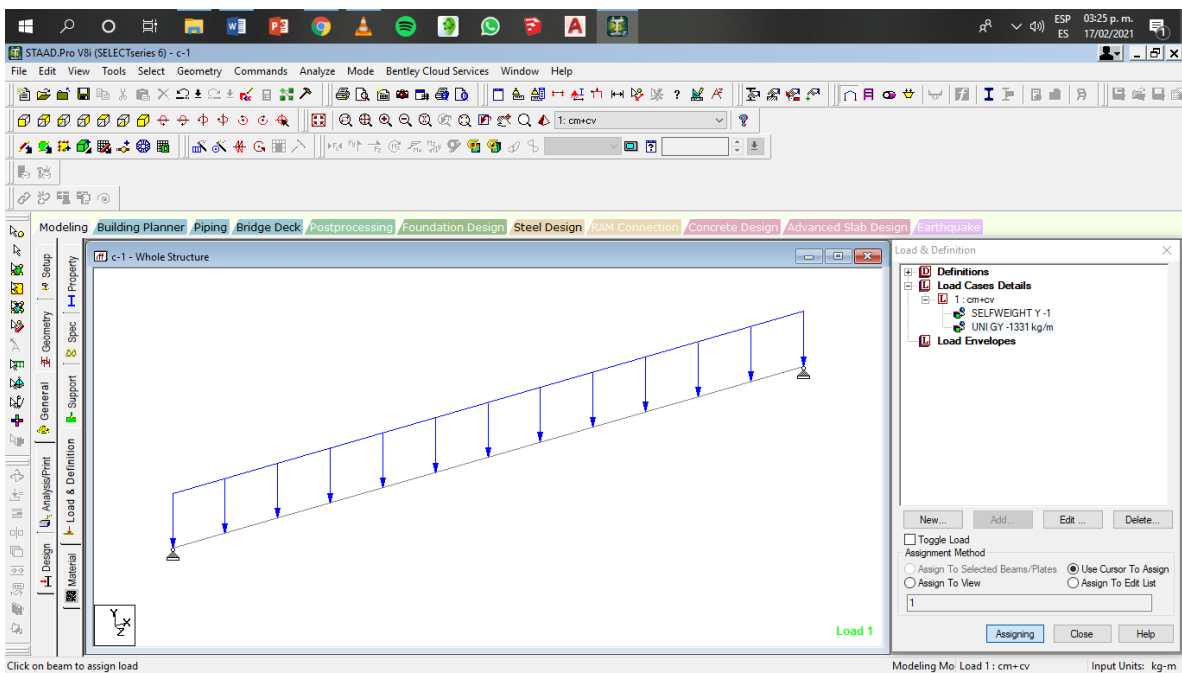 ESP 03:25 p. m.
ES 17/02/2021
STAAD.Pro V8i (SELECTseries 6) - c-1
File Edit View Tools Select Geometry Commands Analyze Mode Bentley Cloud Services Window Help
1: cm+cv
Modeling Building Planner Piping Bridge Deck Postprocessing Foundation Design Steel Design RAM Connection Concrete Design Advanced Slab Design Earthquake
Setup
Geometry
General
Analysis/Print
Design
Property
Spec
Support
Load & Definition
Material
c-1 - Whole Structure
Y
X
Z
Load 1
Load & Definition
Definitions
Load Cases Details
1 : cm+cv
SELFWEIGHT Y -1
UNI GY -1331 kg/m
Load Envelopes
New... Add... Edit ... Delete...
Toggle Load
Assignment Method
Assign To Selected Beams/Plates Use Cursor To Assign
Assign To View Assign To Edit List
1
Assigning Close Help
Click on beam to assign load Modeling Mo Load 1 : cm+cv Input Units: kg-m